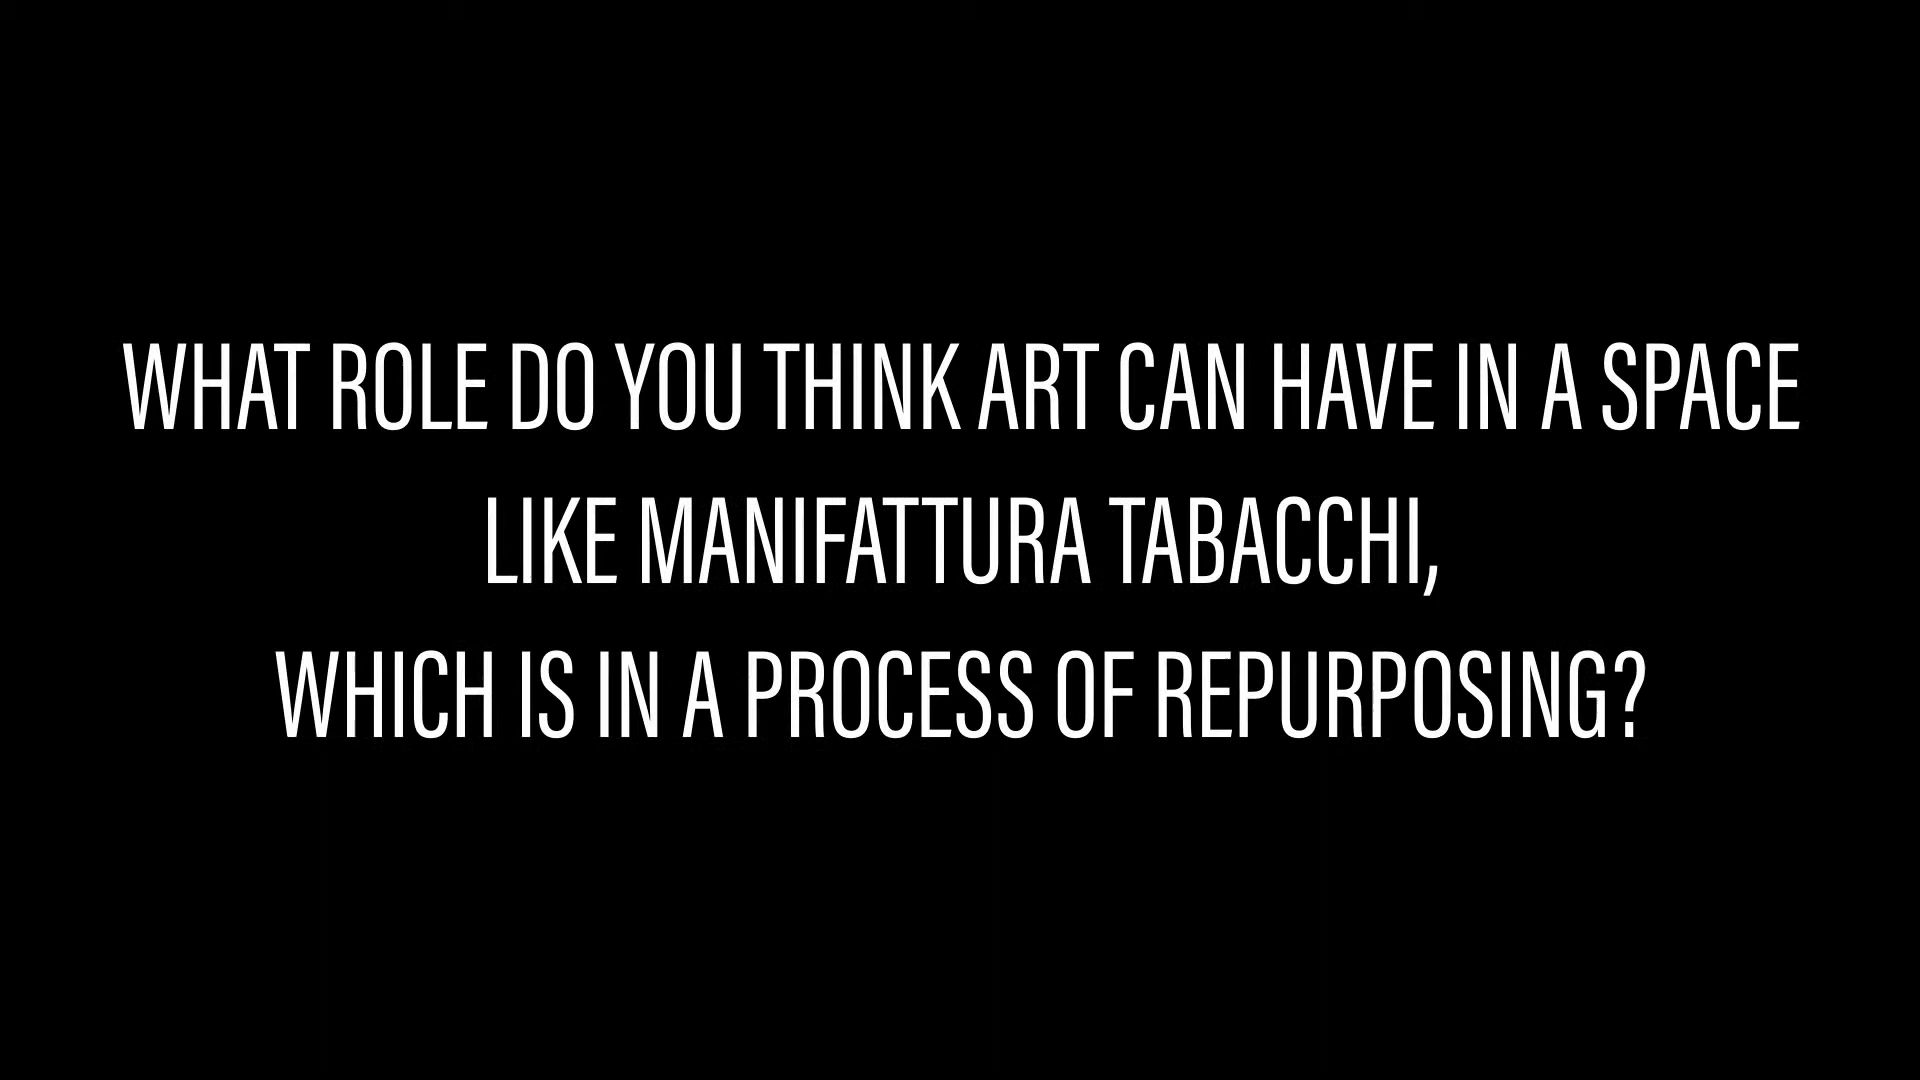 WHAT ROLE DO YOU THINK ART CAN HAVE IN A SPACE
LIKE MANIFATTURA TABACCHI,
WHICH IS IN A PROCESS OF REPURPOSING?